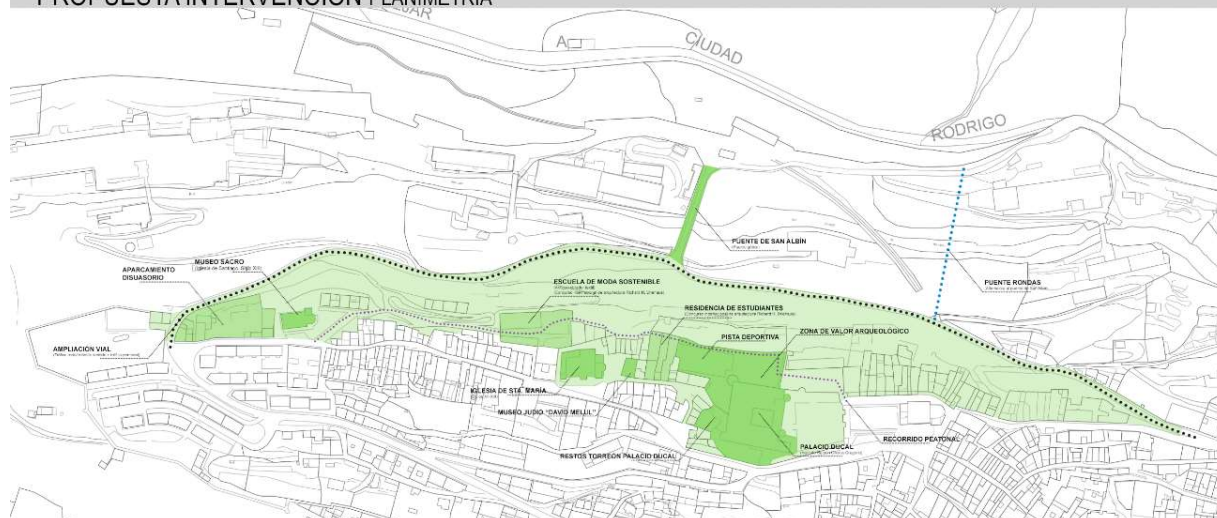 PROPUESTA INTERVENCIÓN PLANIMETRÍA
A
CIUDAD
RODRIGO
PUENTE DE SAN ALBÍN
MUSEO SACRO
APARCAMIENTO
DISUASORIO
ESCUELA DE MODA SOSTENIBLE
PUENTE RONDAS
RESIDENCIA DE ESTUDIANTES
PISTA DEPORTIVA
ZONA DE VALOR ARQUEOLÓGICO
AMPLIACIÓN VIAL
IGLESIA DE STA. MARÍA
MUSEO JUDIO "DAVID MELUL"
RECORRIDO PEATONAL
PALACIO DUCAL
RESTOS TORREÓN PALACIO DUCAL